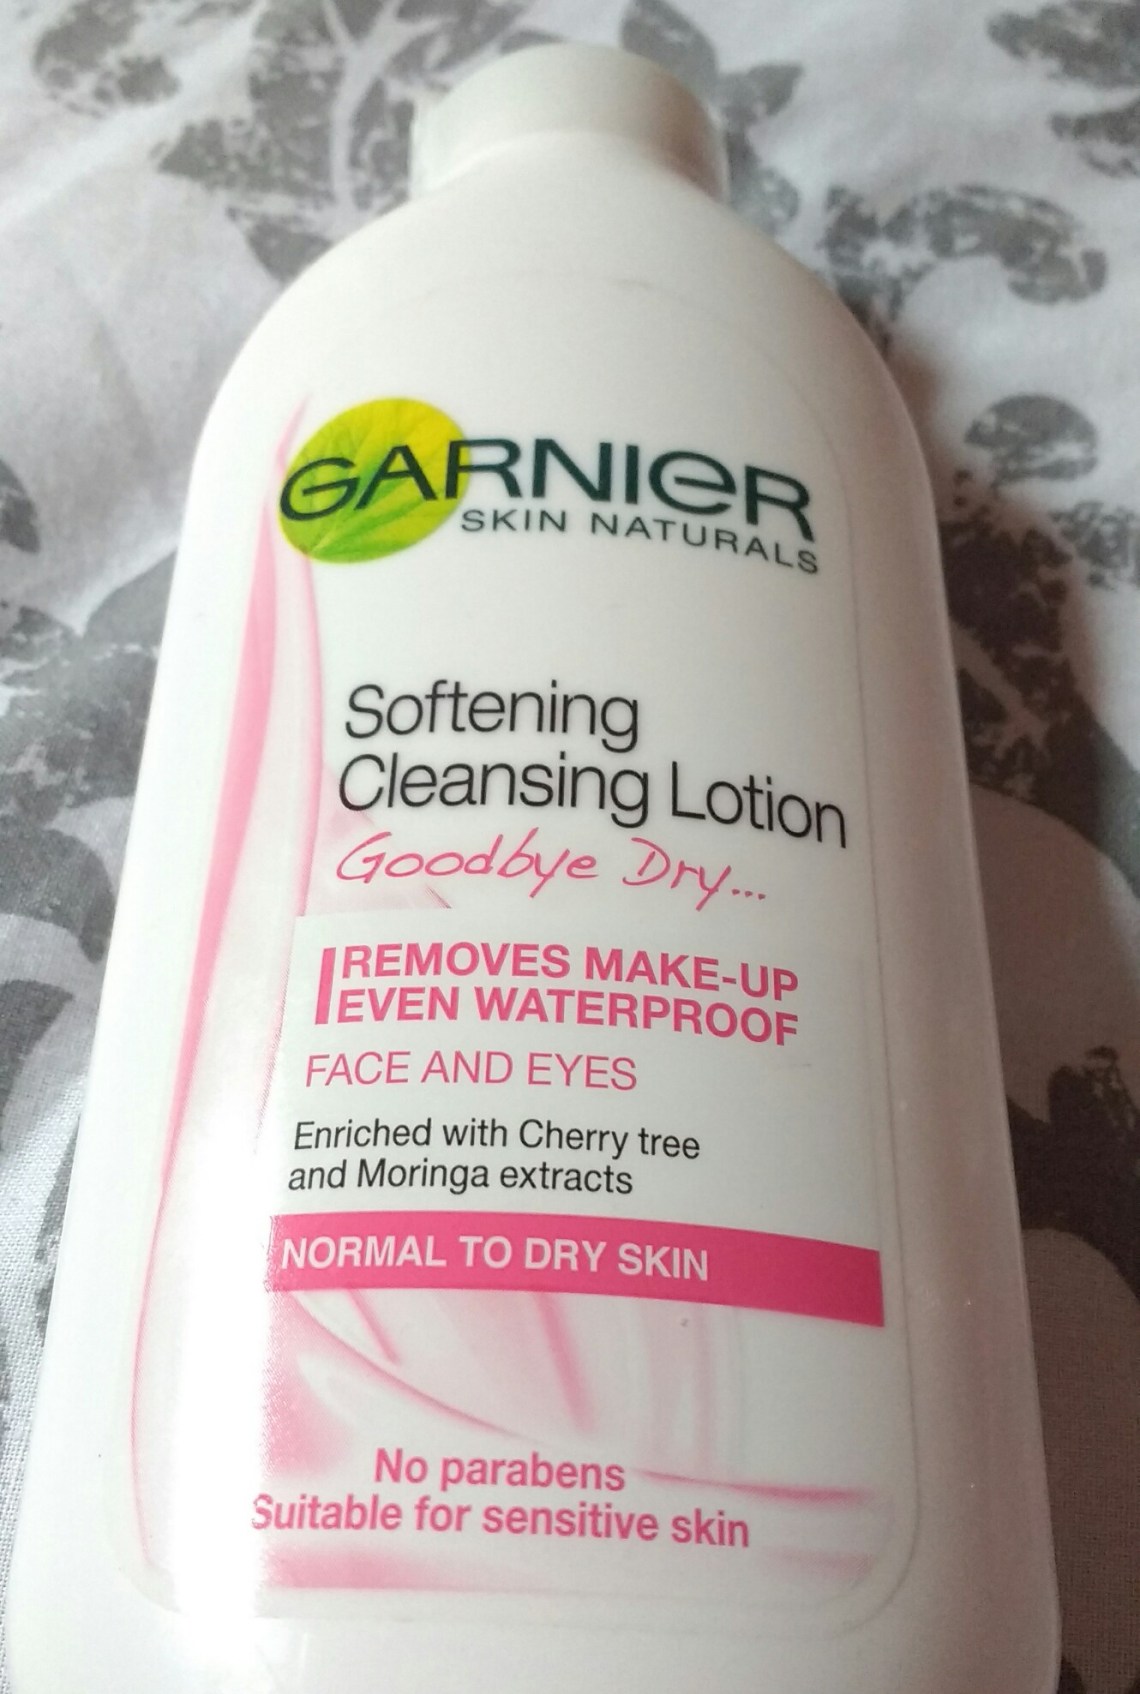 GARNIER
SKIN NATURALS
Softening
Cleansing Lotion
Goodbye Dry...
REMOVES MAKE-UP
EVEN WATERPROOF
FACE AND EYES
Enriched with Cherry tree
and Moringa extracts
NORMAL TO DRY SKIN
No parabens
Suitable for sensitive skin